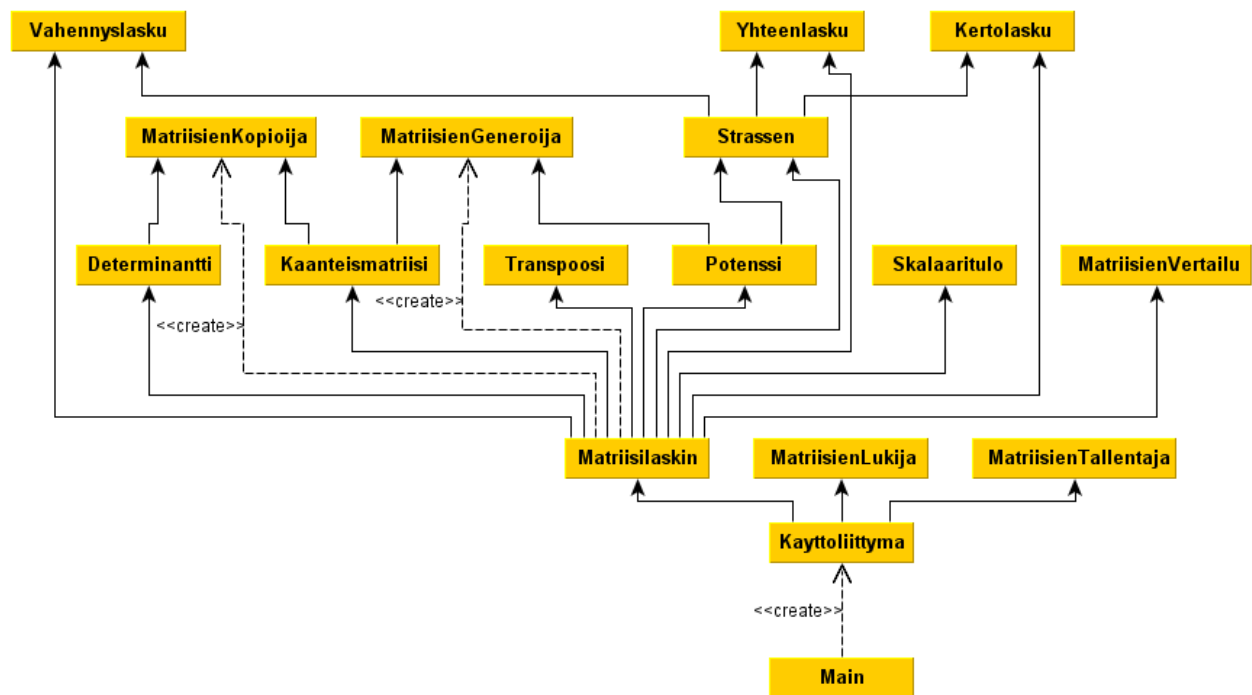 Vahennyslasku
Yhteenlasku
Kertolasku
MatriisienKopioija
MatriisienGeneroija
Strassen
Determinantti
Kaanteismatriisi
Transpoosi
Potenssi
Skalaaritulo
MatriisienVertailu
<<create>>
<<create>>
Matriisilaskin
MatriisienLukija
MatriisienTallentaja
Kayttoliittyma
<<create>>
Main